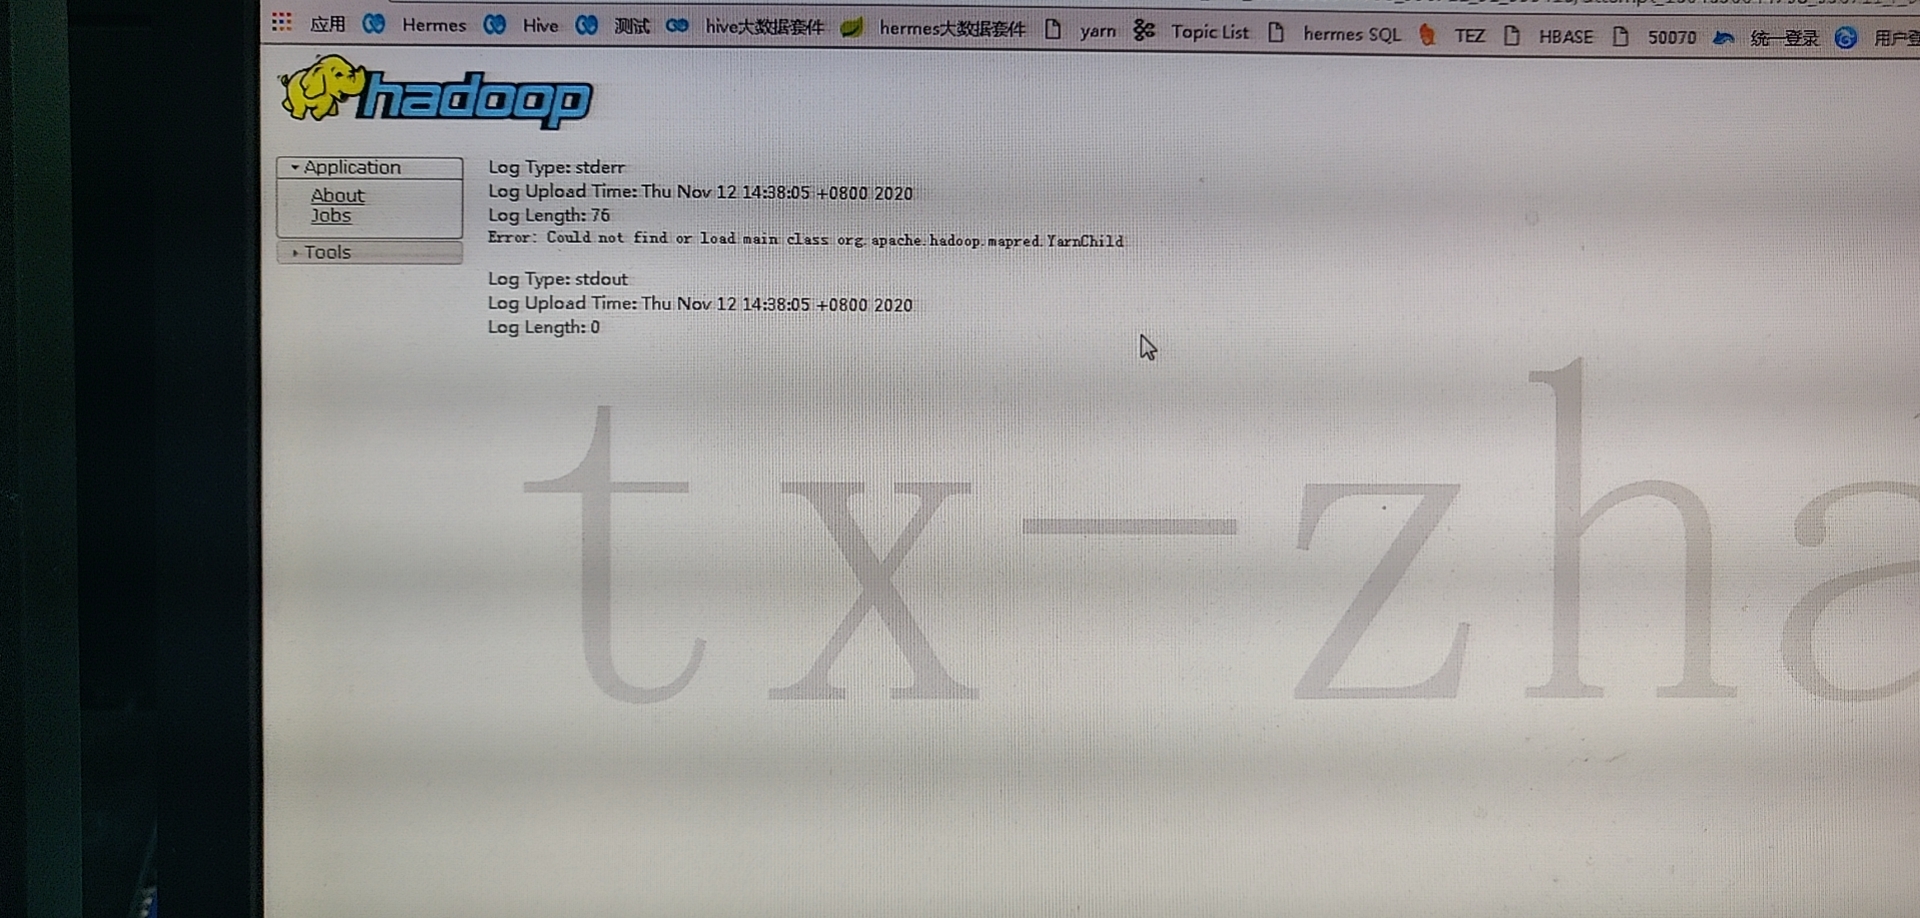 应用 Hermes Hive 测试 hive大数据套件 hermes大数据套件 yarn Topic List hermes SQL TEZ HBASE 50070 统一登录 用户登
hadoop
Application
About
Jobs
Tools
Log Type: stderr
Log Upload Time: Thu Nov 12 14:38:05 +0800 2020
Log Length: 76
Error: Could not find or load main class org.apache.hadoop.mapred.YarnChild
Log Type: stdout
Log Upload Time: Thu Nov 12 14:38:05 +0800 2020
Log Length: 0
tx-zha